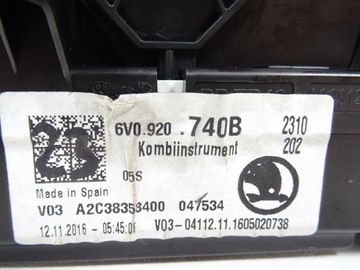 23
6V0.920 .740B 2310
Kombiinstrument 202
05S
Made in Spain
V03 A2C38353400 047534
12.11.2016 - 05:45:06 V03-04112.11.1605020738